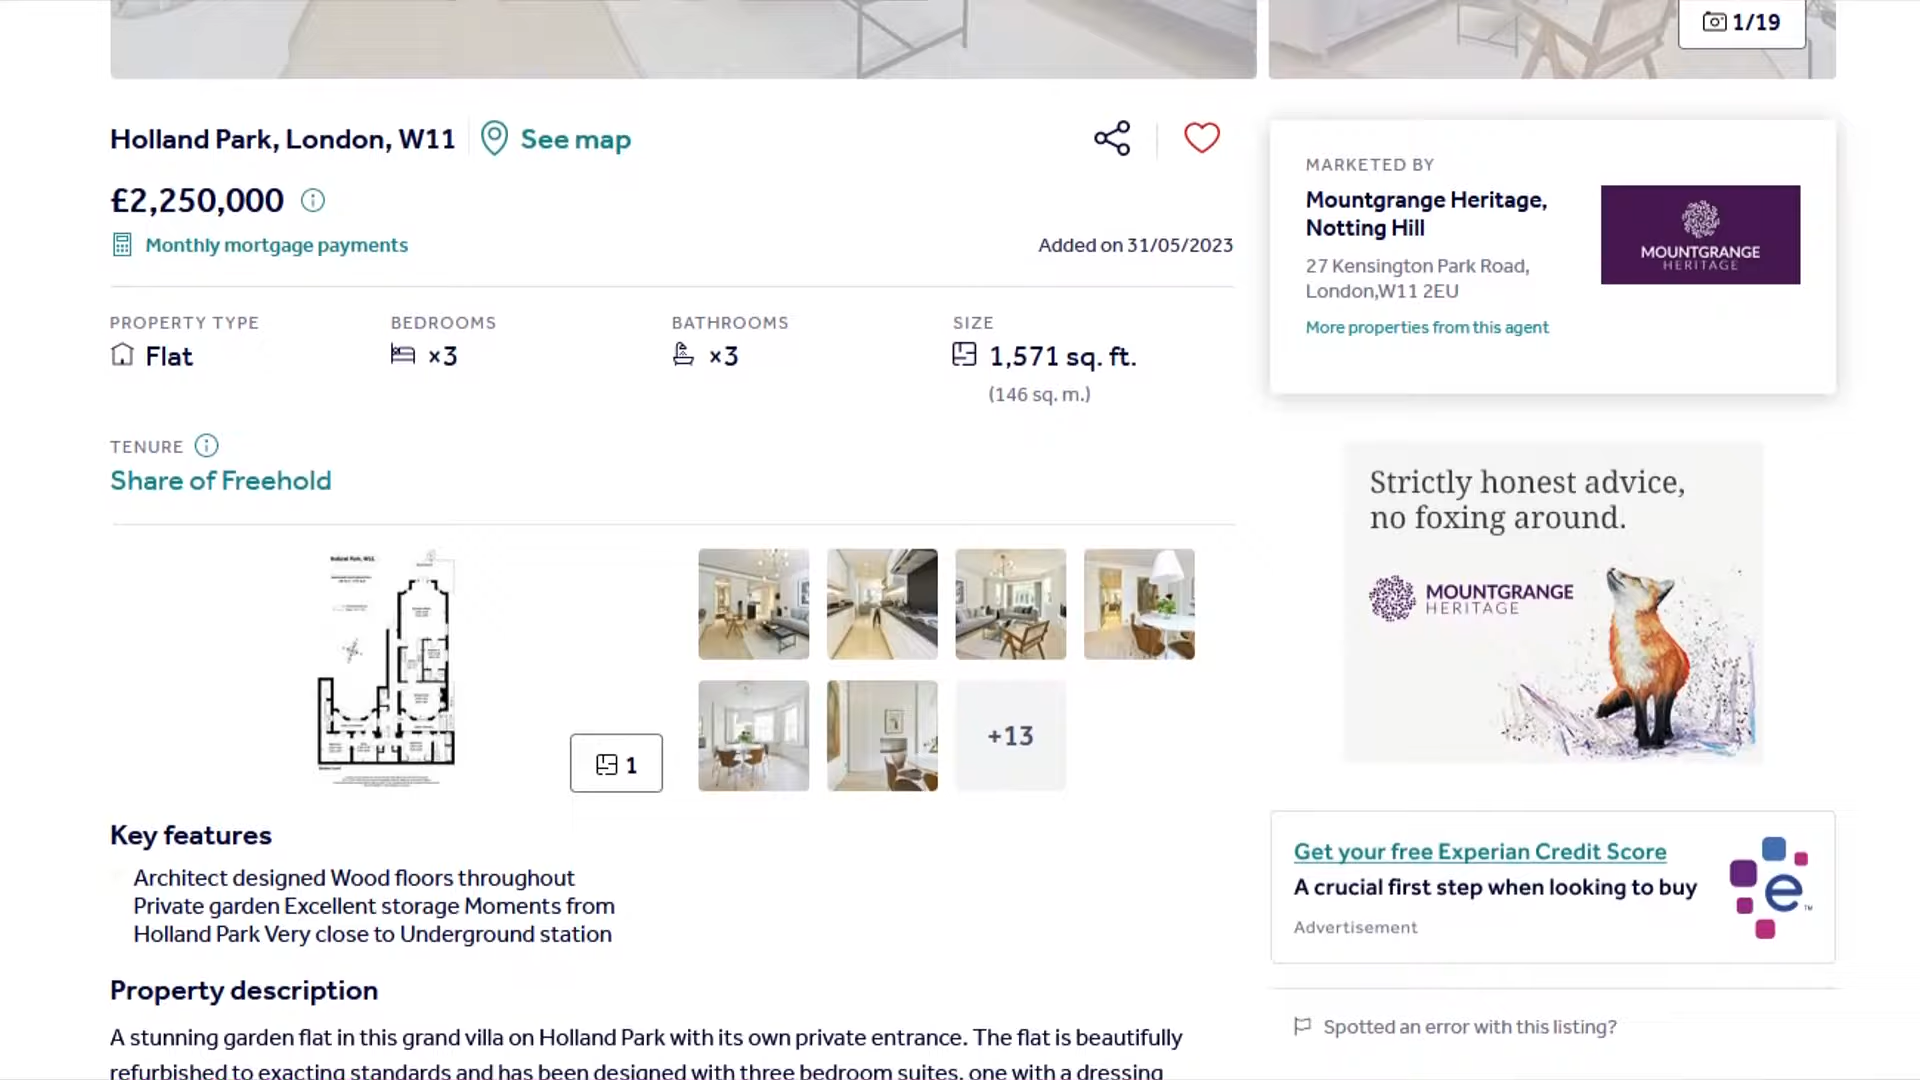 1/19
Holland Park, London, W11
See map
£2,250,000
Monthly mortgage payments
Added on 31/05/2023
PROPERTY TYPE
Flat
BEDROOMS
×3
BATHROOMS
×3
SIZE
1,571 sq. ft.
(146 sq. m.)
TENURE
Share of Freehold
Holland Park, W11
1
+13
Key features
Architect designed Wood floors throughout
Private garden Excellent storage Moments from
Holland Park Very close to Underground station
Property description
A stunning garden flat in this grand villa on Holland Park with its own private entrance. The flat is beautifully
refurbished to exacting standards and has been designed with three bedroom suites, one with a dressing
MARKETED BY
Mountgrange Heritage,
Notting Hill
27 Kensington Park Road,
London,W11 2EU
More properties from this agent
MOUNTGRANGE
HERITAGE
Strictly honest advice,
no foxing around.
MOUNTGRANGE
HERITAGE
Get your free Experian Credit Score
A crucial first step when looking to buy
Advertisement
e
TM
Spotted an error with this listing?